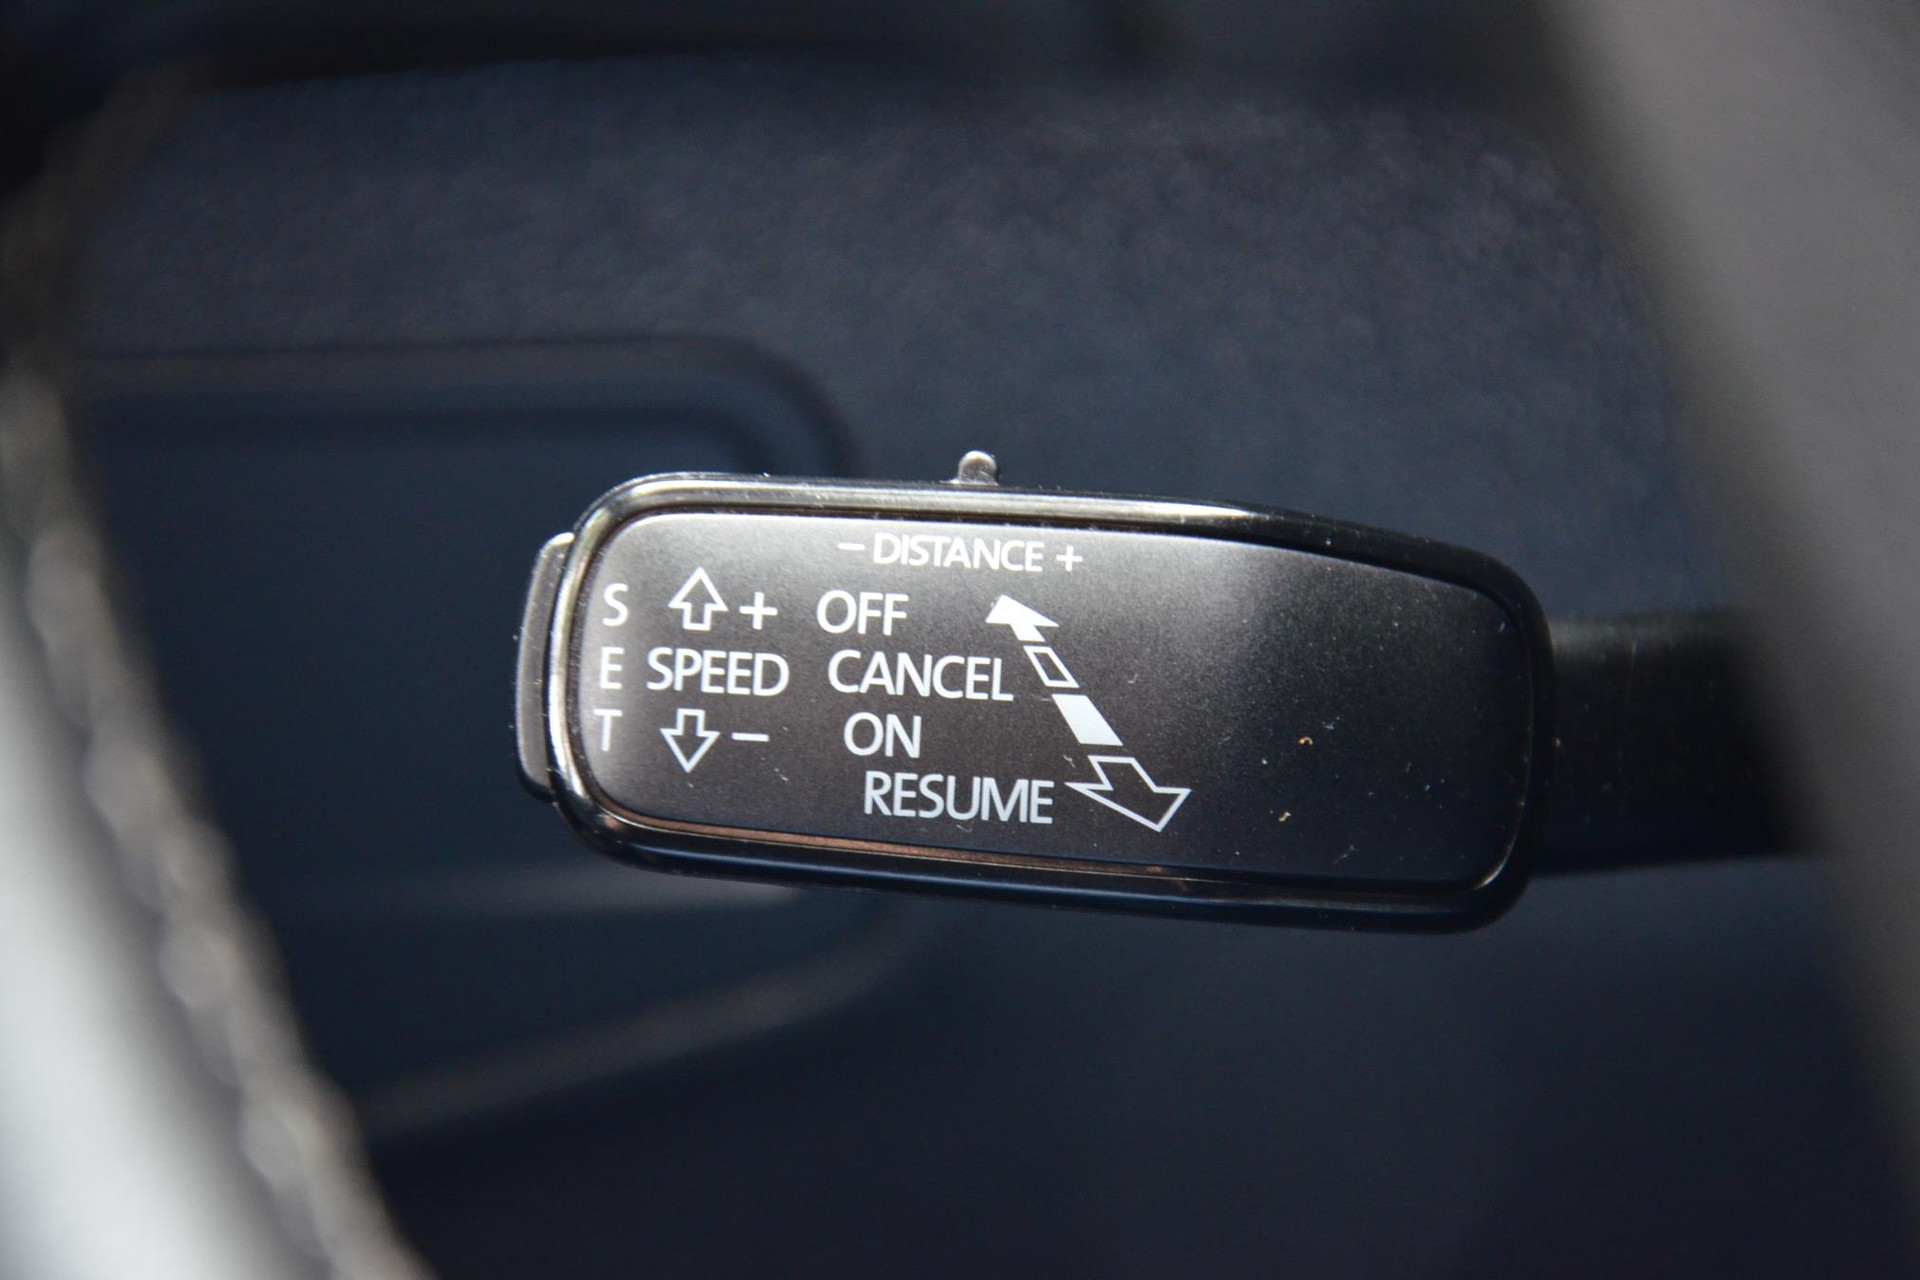 – DISTANCE +
S + OFF
E SPEED CANCEL
T – ON
RESUME